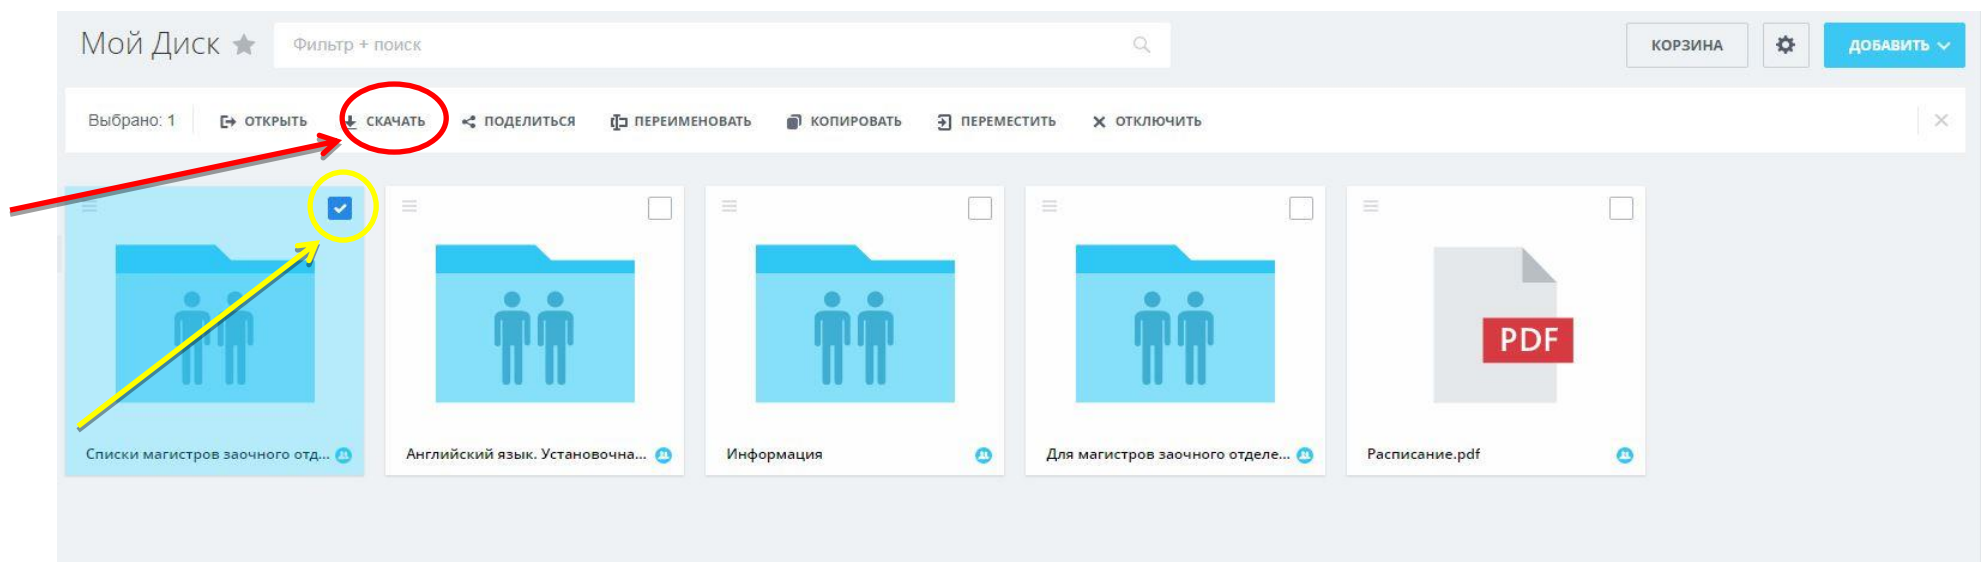 Мой Диск
Фильтр + поиск
КОРЗИНА
ДОБАВИТЬ
Выбрано: 1
ОТКРЫТЬ
СКАЧАТЬ
ПОДЕЛИТЬСЯ
ПЕРЕИМЕНОВАТЬ
КОПИРОВАТЬ
ПЕРЕМЕСТИТЬ
ОТКЛЮЧИТЬ
PDF
Списки магистров заочного отд...
Английский язык. Установочна...
Информация
Для магистров заочного отделе...
Расписание.pdf